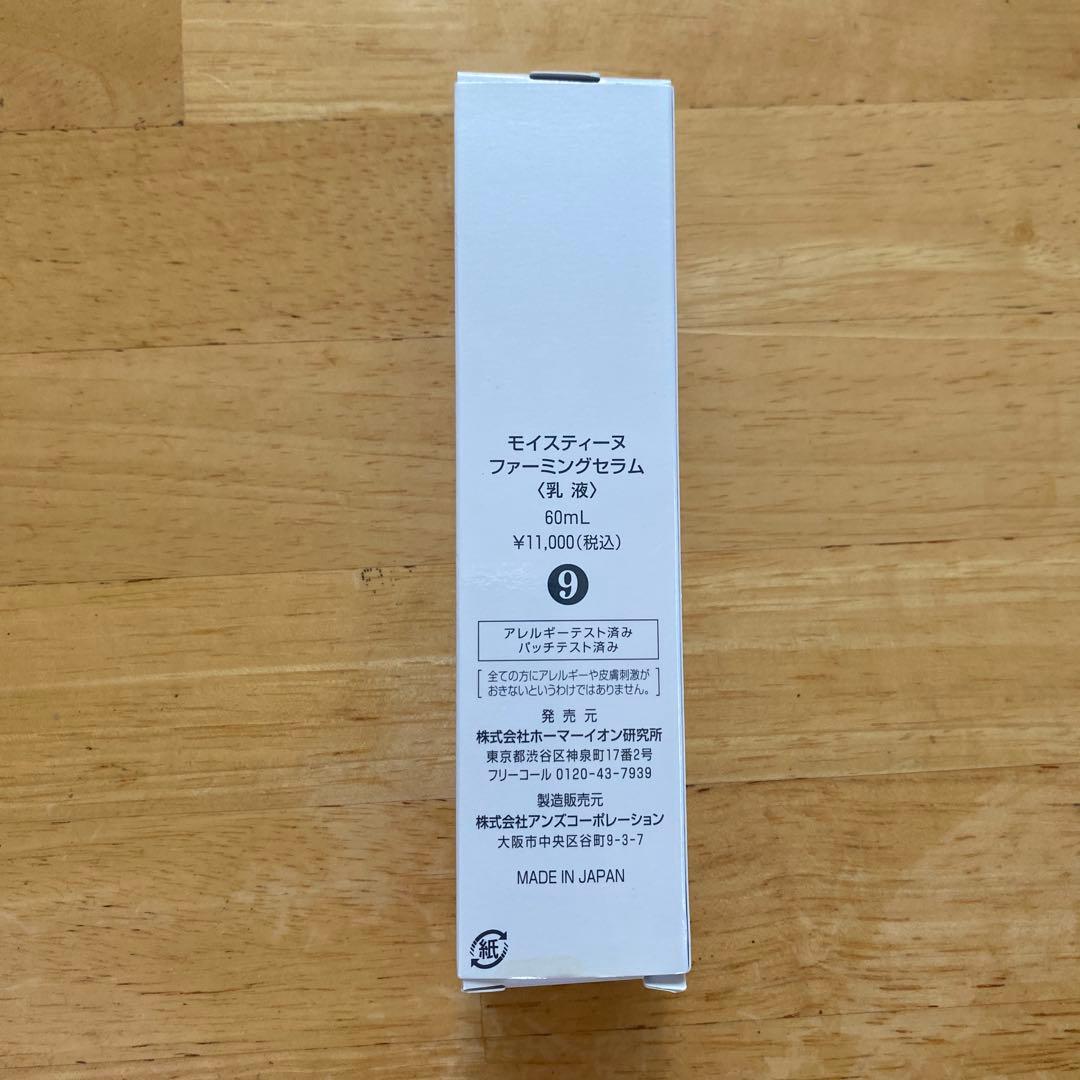 モイスティーヌ
ファーミングセラム
〈乳 液〉
60mL
¥11,000(税込)
9
アレルギーテスト済み
パッチテスト済み
全ての方にアレルギーや皮膚刺激が
おきないというわけではありません。
発 売 元
株式会社ホーマーイオン研究所
東京都渋谷区神泉町17番2号
フリーコール 0120-43-7939
製造販売元
株式会社アンズコーポレーション
大阪市中央区谷町9-3-7
MADE IN JAPAN
紙